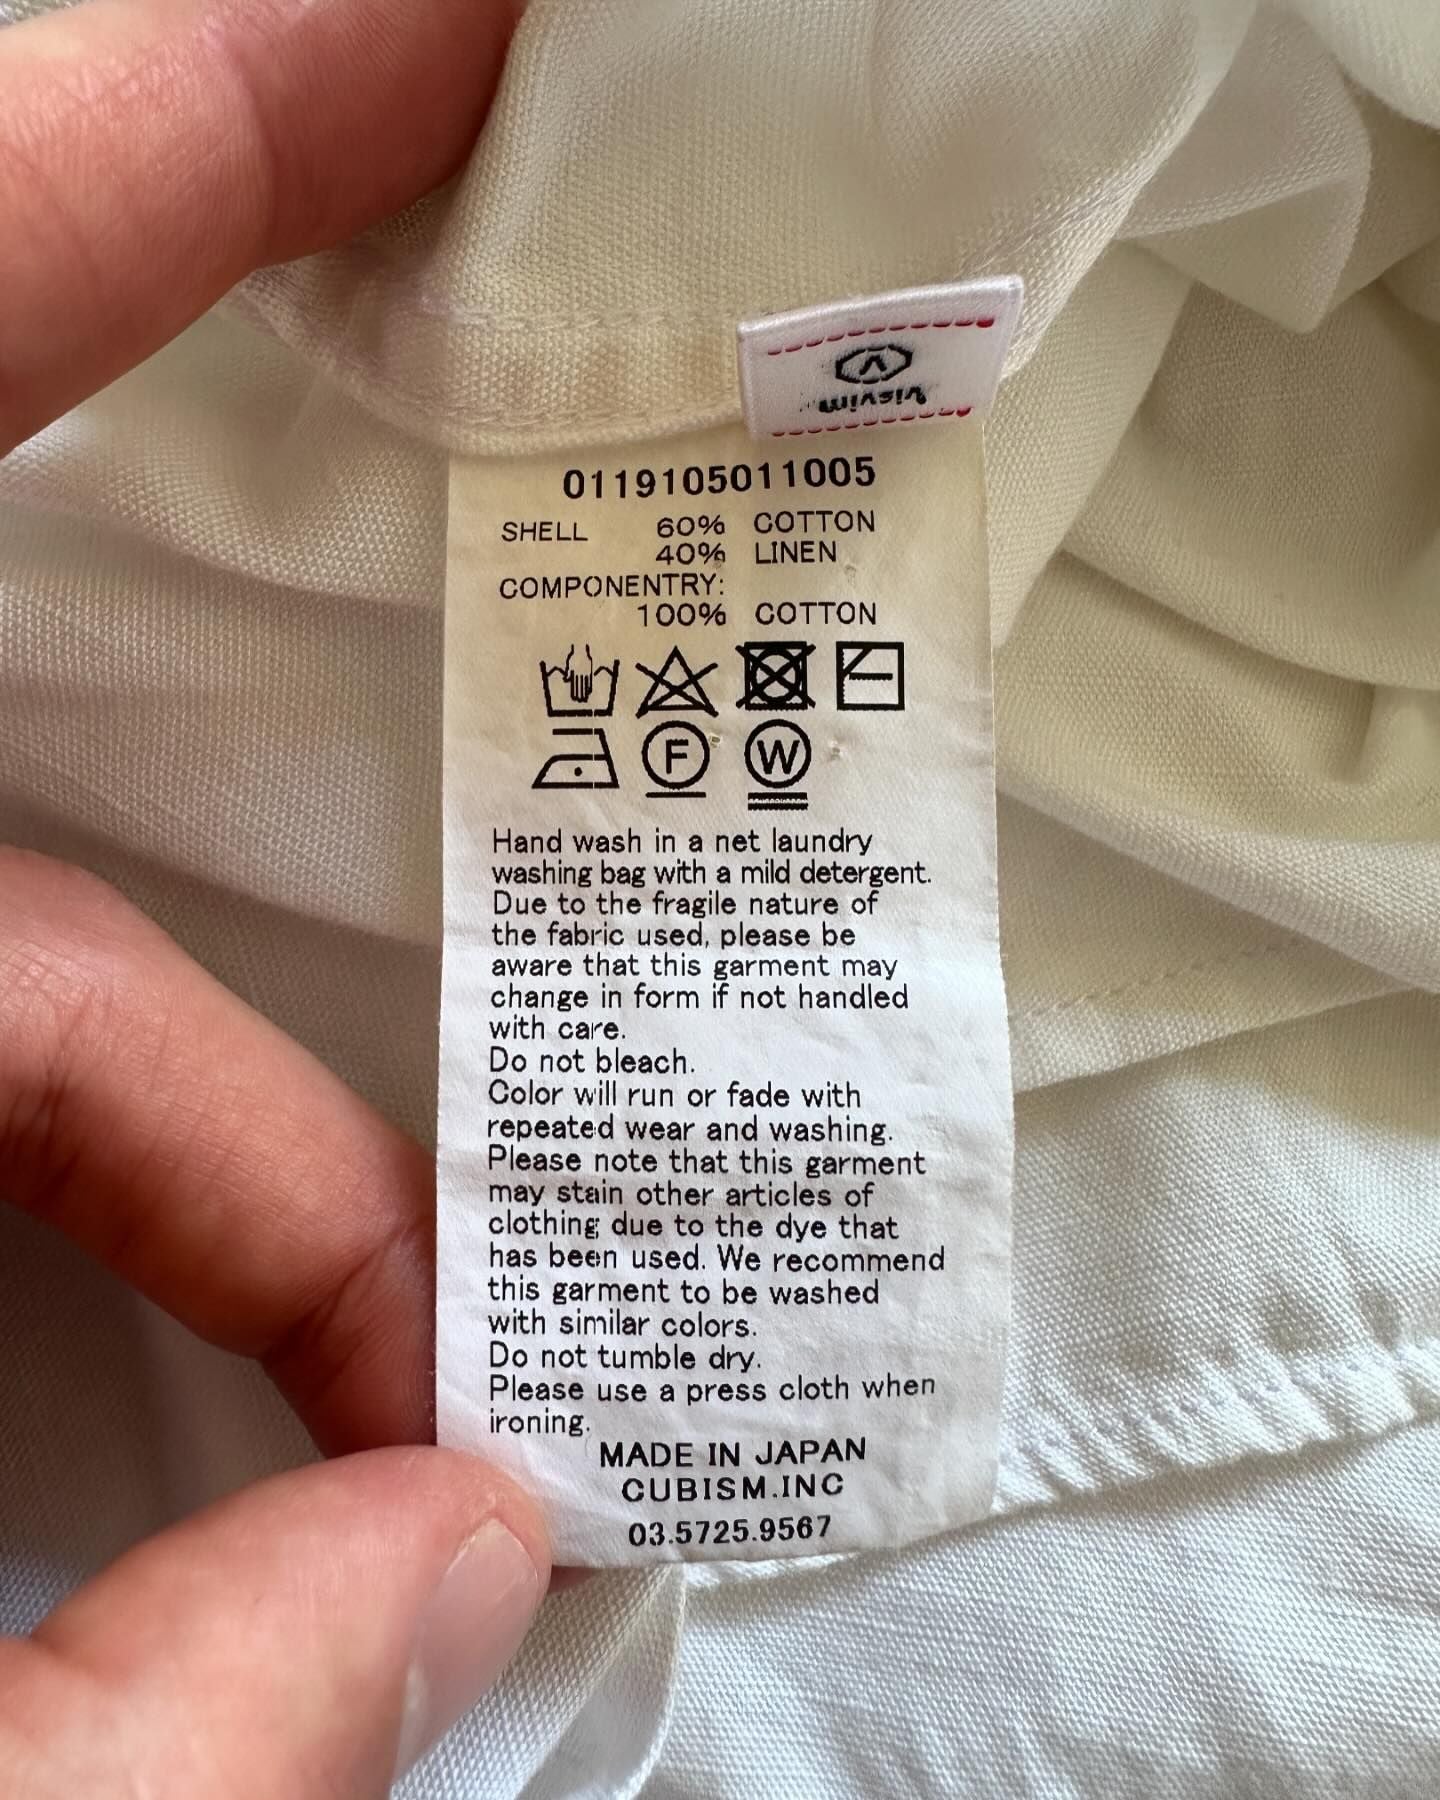 visvim
0119105011005
SHELL 60% COTTON
40% LINEN
COMPONENTRY:
100% COTTON
F W
Hand wash in a net laundry
washing bag with a mild detergent.
Due to the fragile nature of
the fabric used, please be
aware that this garment may
change in form if not handled
with care.
Do not bleach.
Color will run or fade with
repeated wear and washing.
Please note that this garment
may stain other articles of
clothing due to the dye that
has been used. We recommend
this garment to be washed
with similar colors.
Do not tumble dry.
Please use a press cloth when
ironing.
MADE IN JAPAN
CUBISM.INC
03.5725.9567